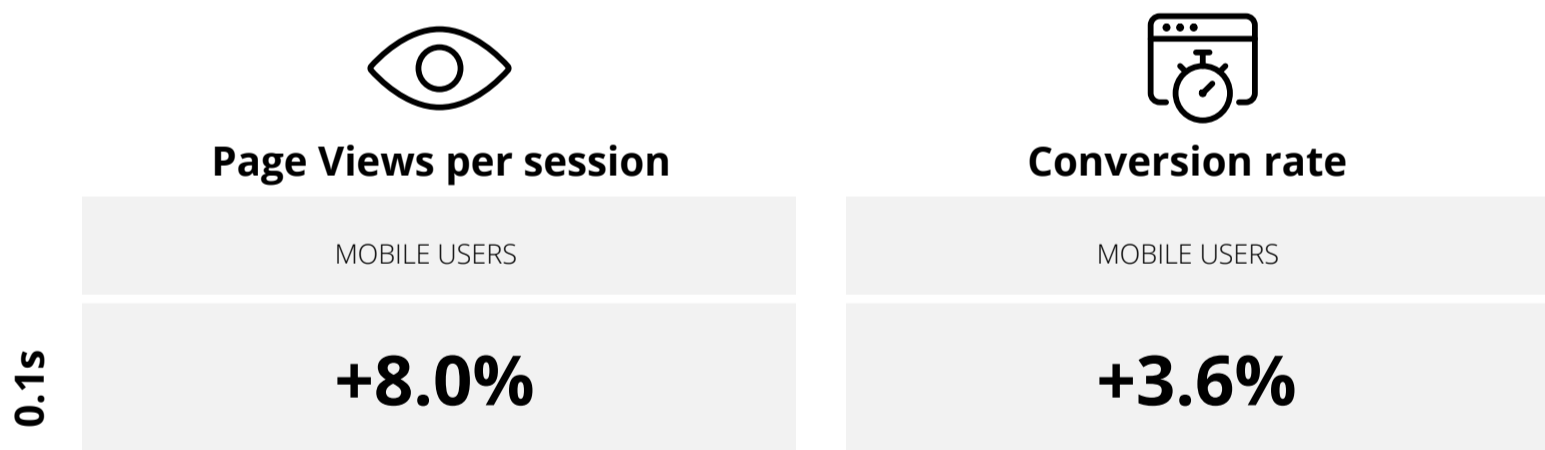 Page Views per session
Conversion rate
MOBILE USERS
MOBILE USERS
0.1s
+8.0%
+3.6%